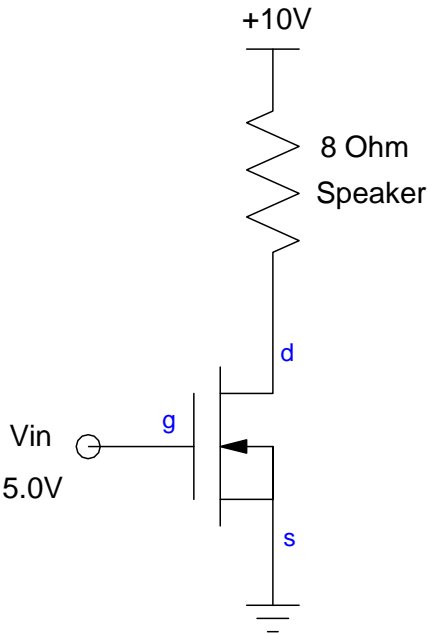 +10V
8 Ohm
Speaker
d
g
Vin
5.0V
s